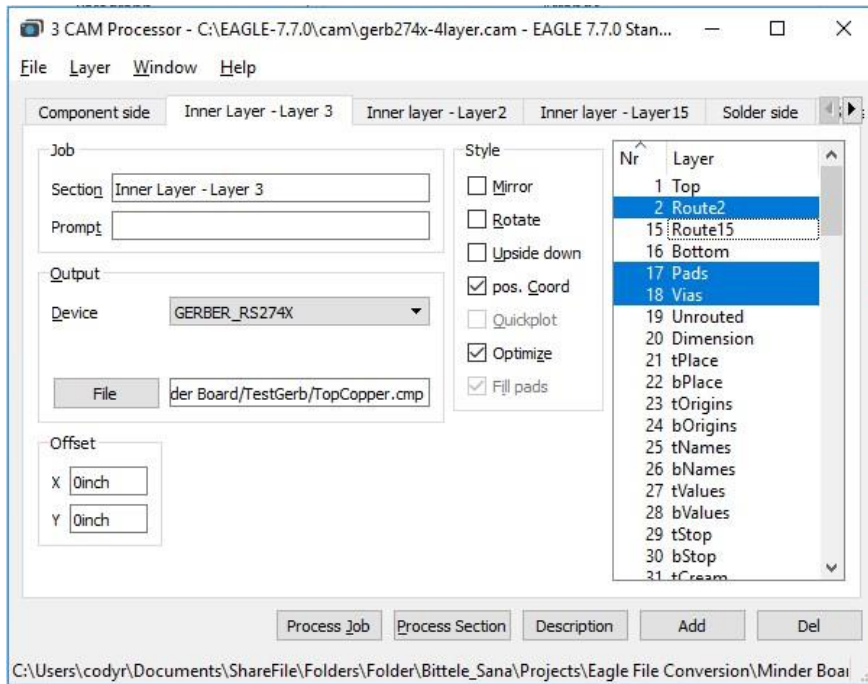 3 CAM Processor - C:\EAGLE-7.7.0\cam\gerb274x-4layer.cam - EAGLE 7.7.0 Stan...
File Layer Window Help
Component side Inner Layer - Layer 3 Inner layer - Layer2 Inner layer - Layer15 Solder side
Job
Section Inner Layer - Layer 3
Prompt
Output
Device GERBER_RS274X
File der Board/TestGerb/TopCopper.cmp
Offset
X 0inch
Y 0inch
Style
Mirror
Rotate
Upside down
pos. Coord
Quickplot
Optimize
Fill pads
Nr Layer
1 Top
2 Route2
15 Route15
16 Bottom
17 Pads
18 Vias
19 Unrouted
20 Dimension
21 tPlace
22 bPlace
23 tOrigins
24 bOrigins
25 tNames
26 bNames
27 tValues
28 bValues
29 tStop
30 bStop
31 tCream
Process Job Process Section Description Add Del
C:\Users\codyr\Documents\ShareFile\Folders\Folder\Bittele_Sana\Projects\Eagle File Conversion\Minder Boar